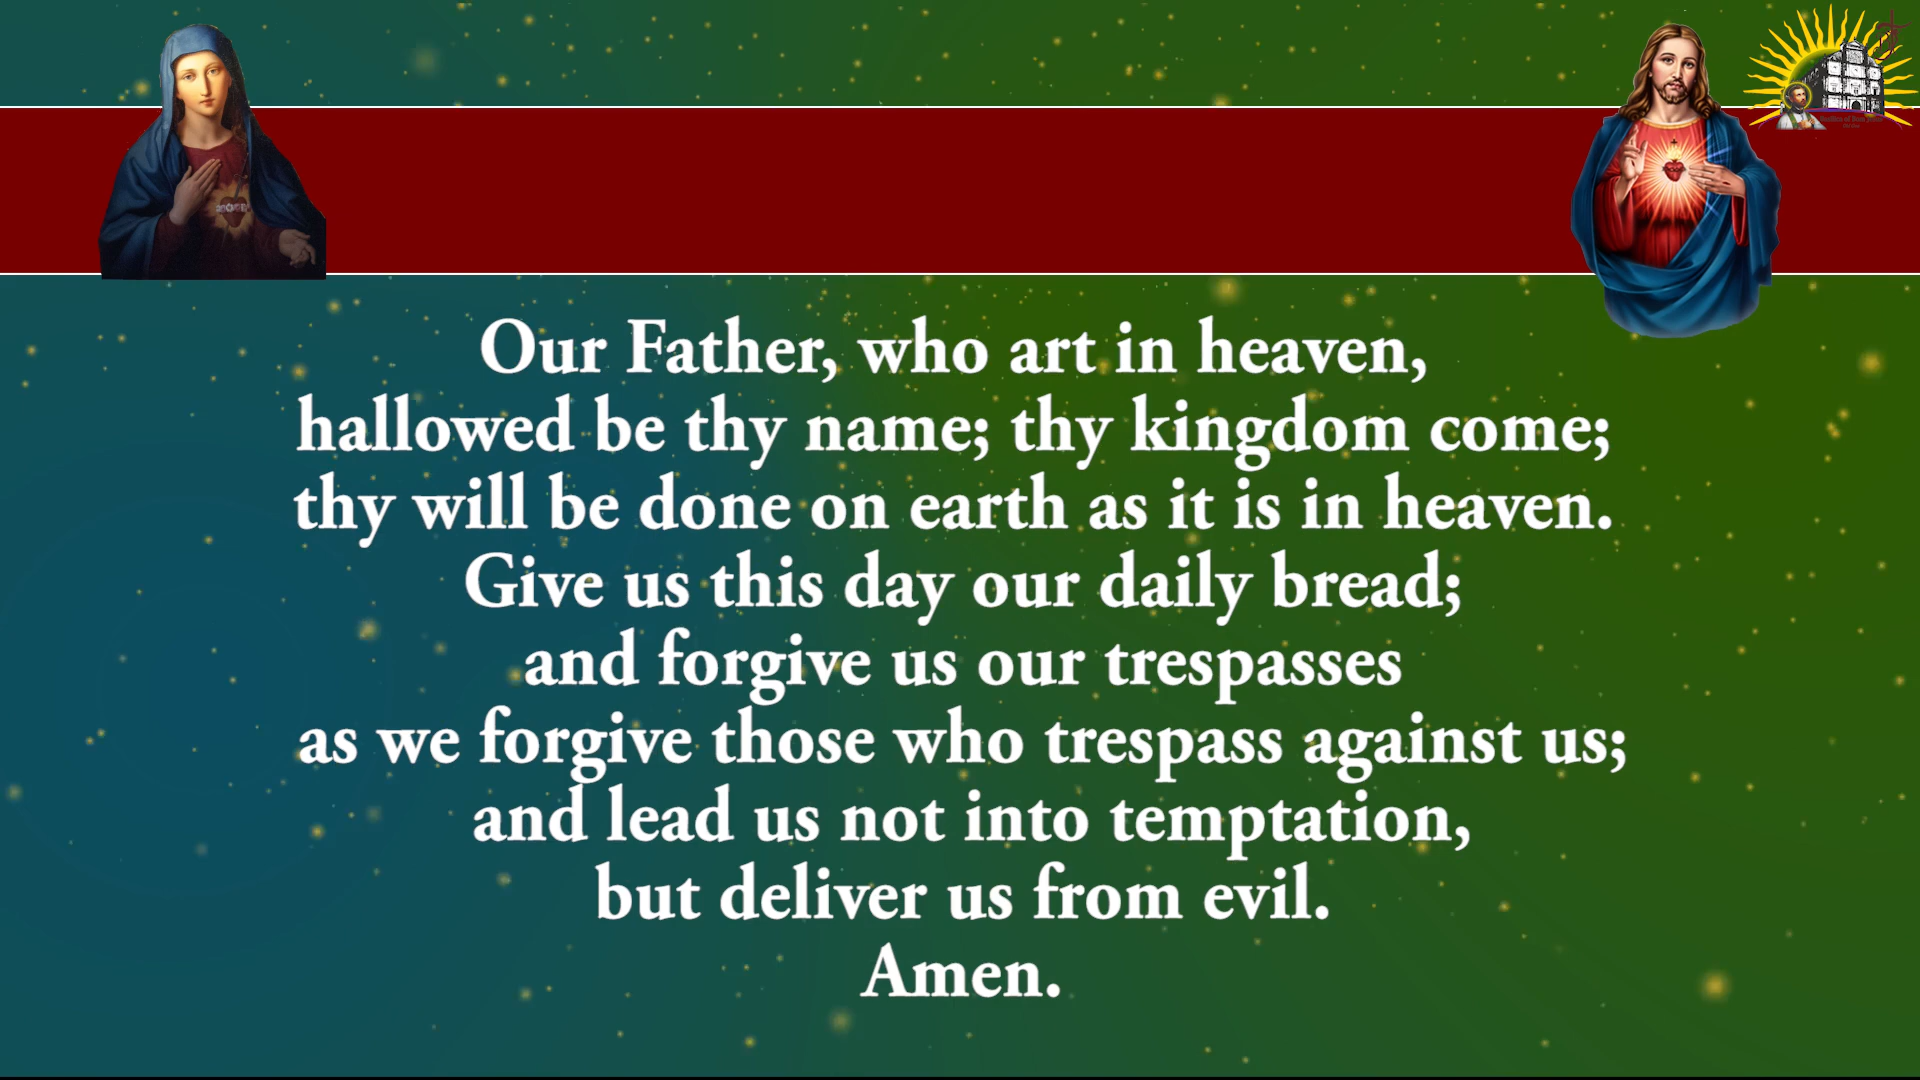 Our Father, who art in heaven,
hallowed be thy name; thy kingdom come;
thy will be done on earth as it is in heaven.
Give us this day our daily bread;
and forgive us our trespasses
as we forgive those who trespass against us;
and lead us not into temptation,
but deliver us from evil.
Amen.